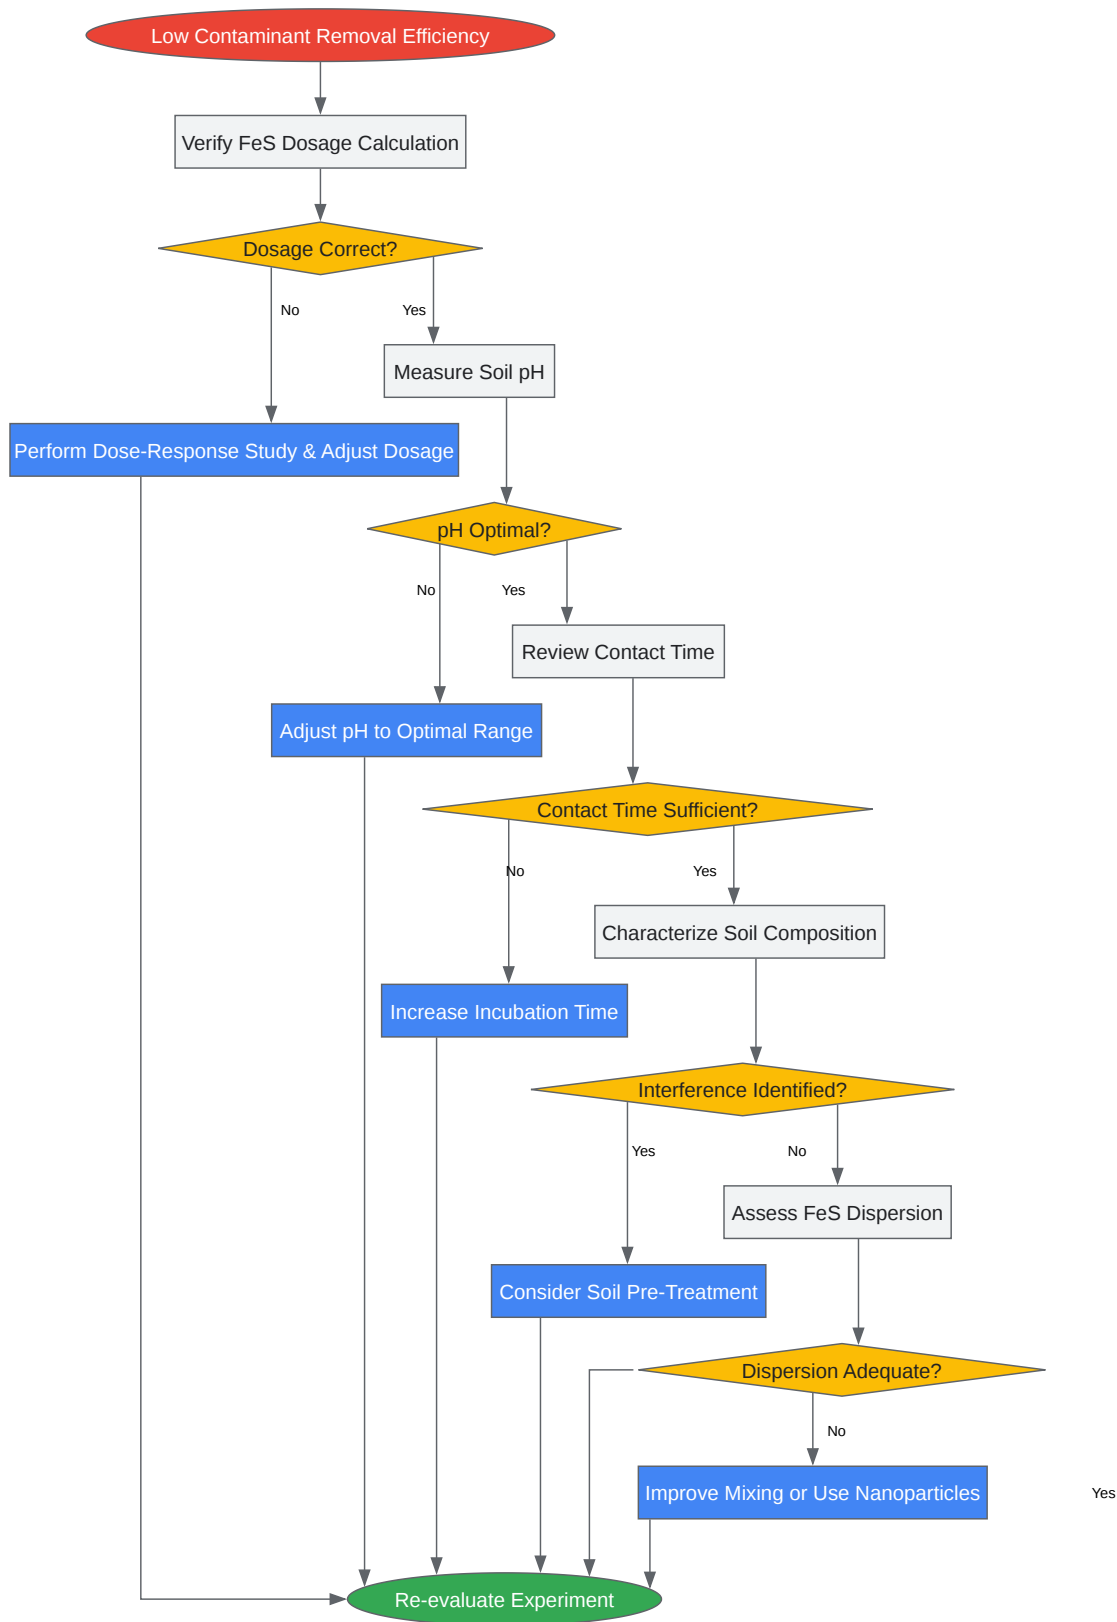 Low Contaminant Removal Efficiency
Verify FeS Dosage Calculation
Dosage Correct?
No
Yes
Measure Soil pH
Perform Dose-Response Study & Adjust Dosage
pH Optimal?
No
Yes
Review Contact Time
Adjust pH to Optimal Range
Contact Time Sufficient?
No
Yes
Characterize Soil Composition
Increase Incubation Time
Interference Identified?
Yes
No
Assess FeS Dispersion
Consider Soil Pre-Treatment
Dispersion Adequate?
No
Improve Mixing or Use Nanoparticles
Yes
Re-evaluate Experiment